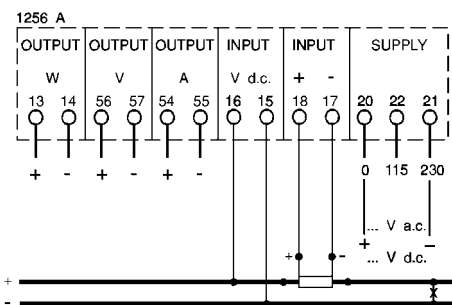 1256 A
OUTPUT OUTPUT OUTPUT INPUT INPUT SUPPLY
W V A V d.c. + -
13 14 56 57 54 55 16 15 18 17 20 22 21
+ - + - + - 0 115 230
... V a.c.
+ -
... V d.c.
+ -
+
-